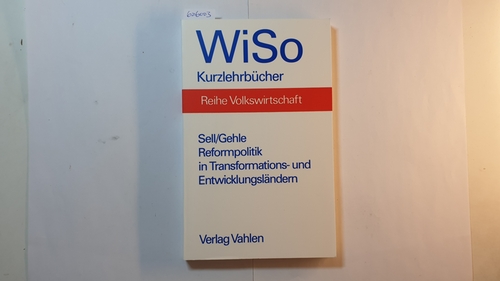 WiSo
Kurzlehrbücher
Reihe Volkswirtschaft
Sell/Gehle
Reformpolitik
in Transformations- und
Entwicklungsländern
Verlag Vahlen